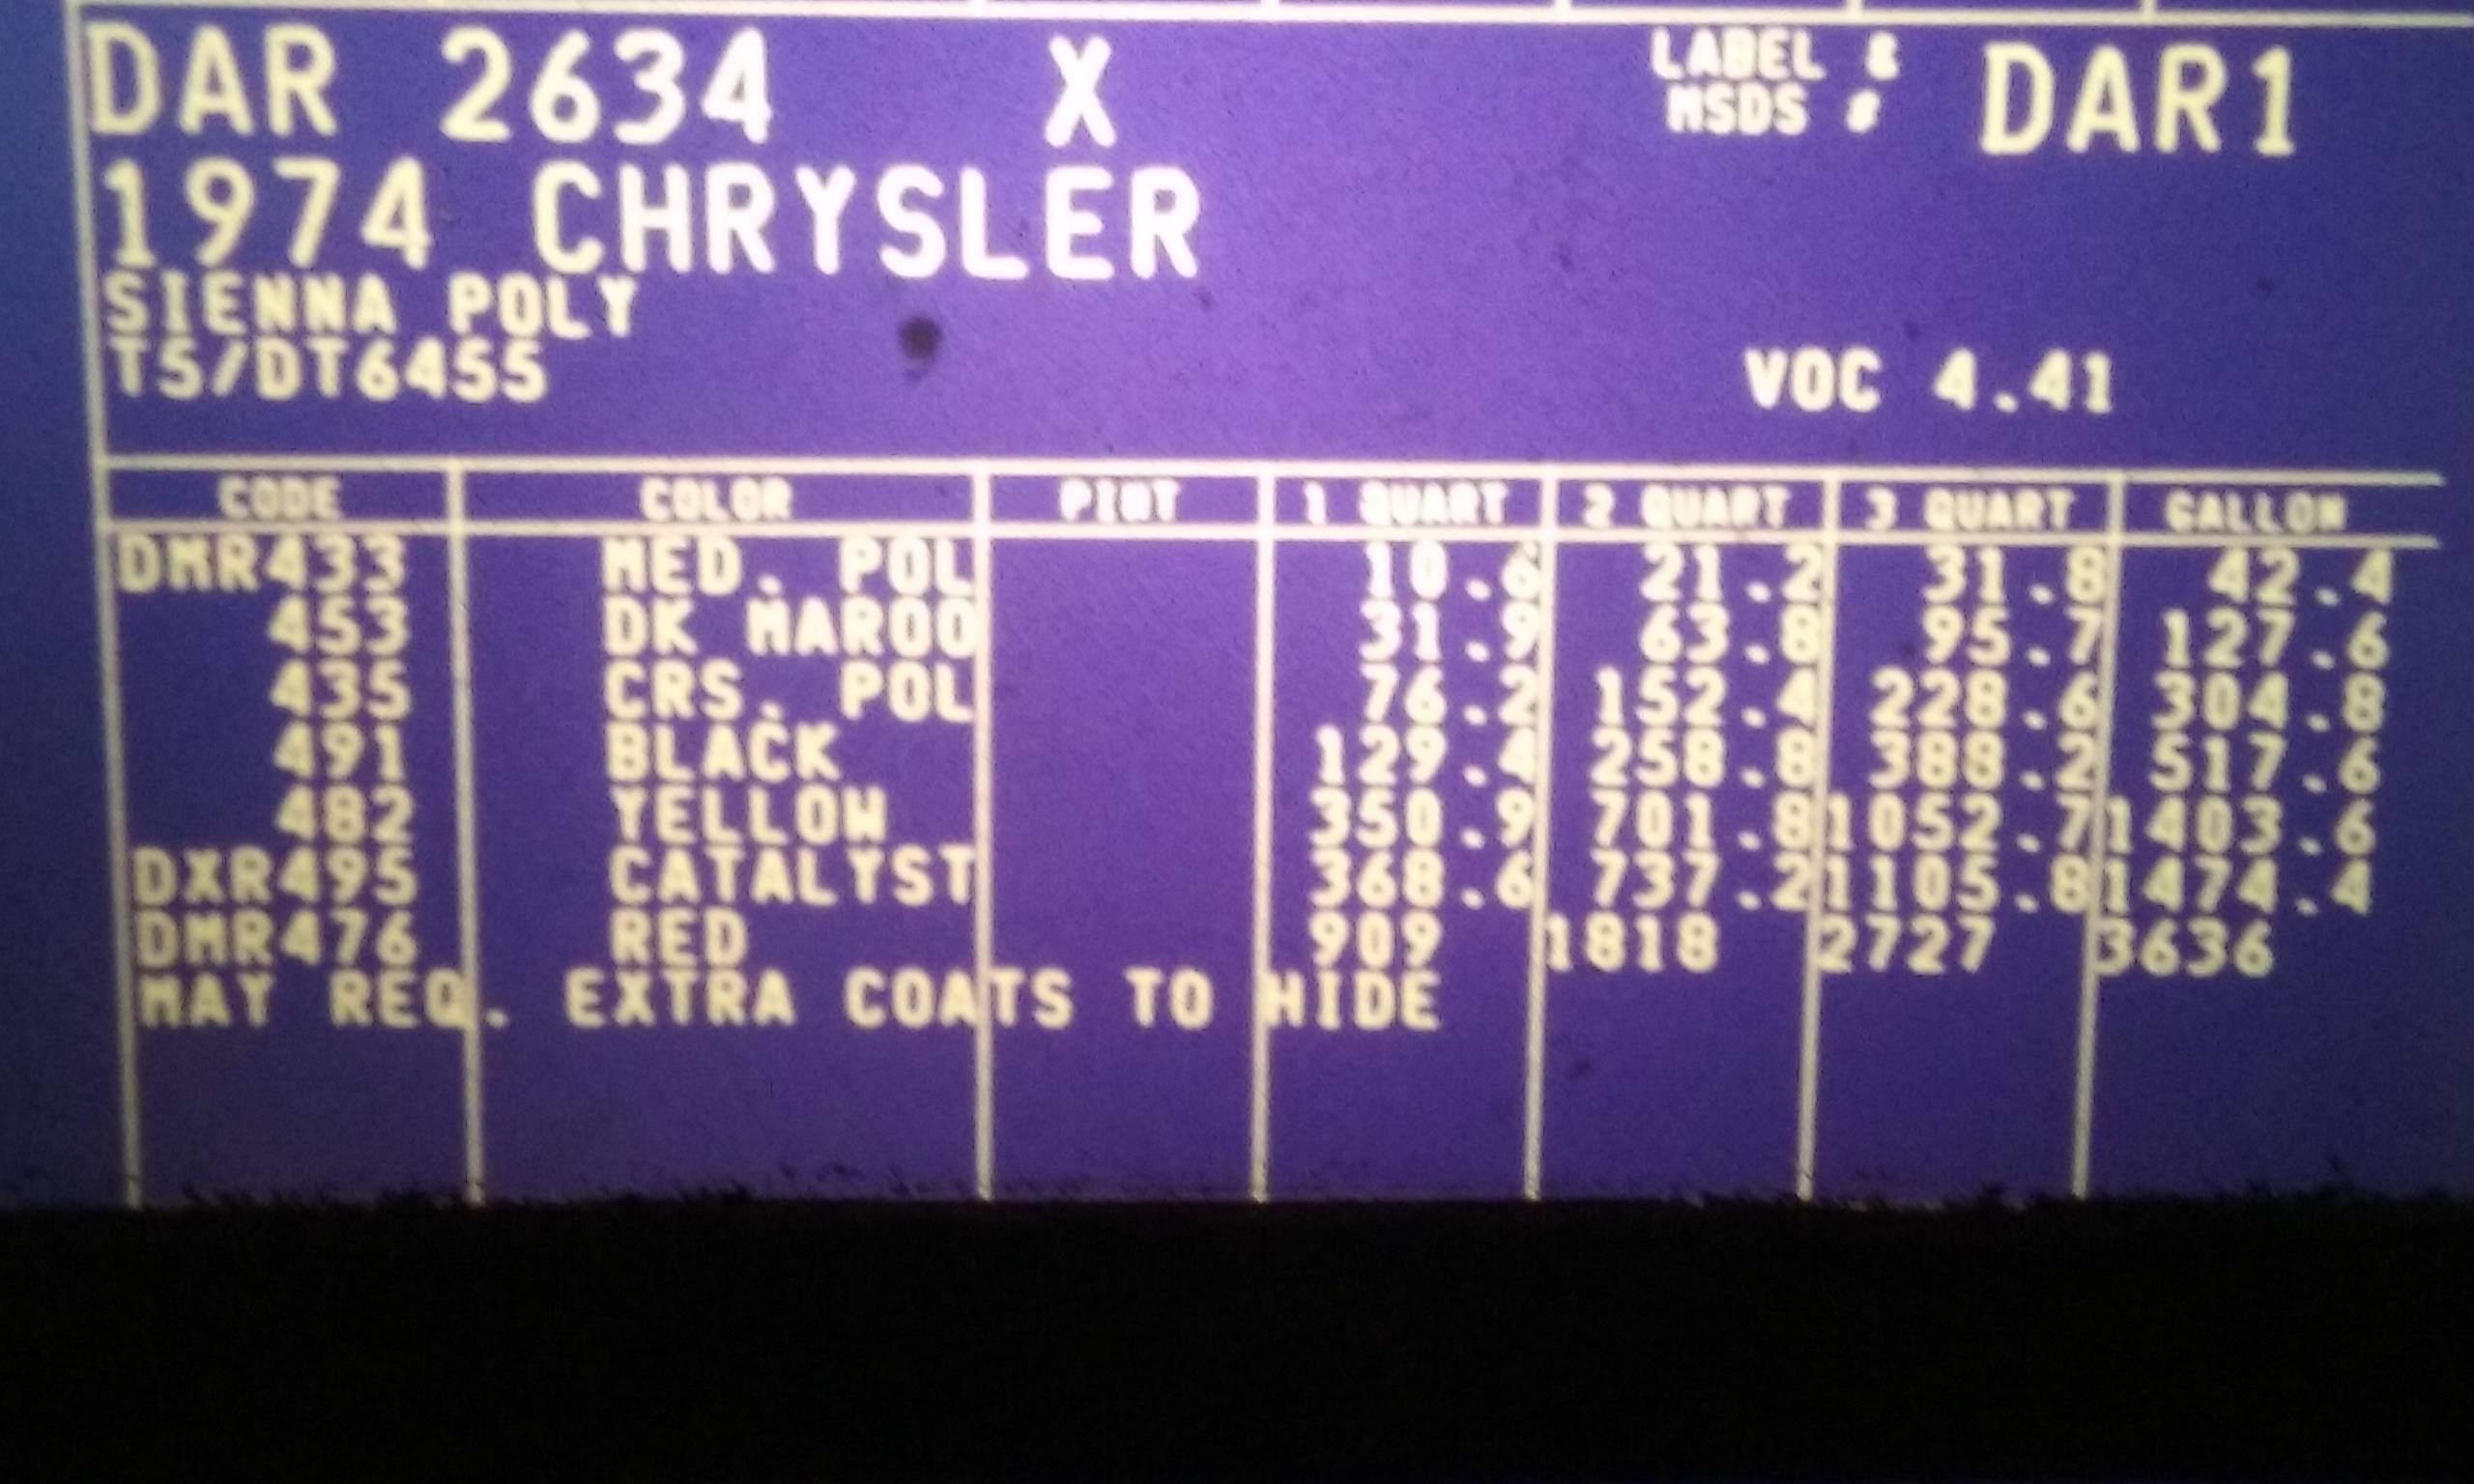 DAR 2634 X LABEL & MSDS # DAR1
1974 CHRYSLER
SIENNA POLY
T5/DT6455 VOC 4.41
CODE COLOR PINT 1 QUART 2 QUART 3 QUART GALLON
DMR433 MED. POL 10.6 21.2 31.8 42.4
453 DK MAROO 31.9 63.8 95.7 127.6
435 CRS. POL 76.2 152.4 228.6 304.8
491 BLACK 129.4 258.8 388.2 517.6
482 YELLOW 350.9 701.8 1052.7 1403.6
DXR495 CATALYST 368.6 737.2 1105.8 1474.4
DMR476 RED 909 1818 2727 3636
MAY REQ. EXTRA COATS TO HIDE